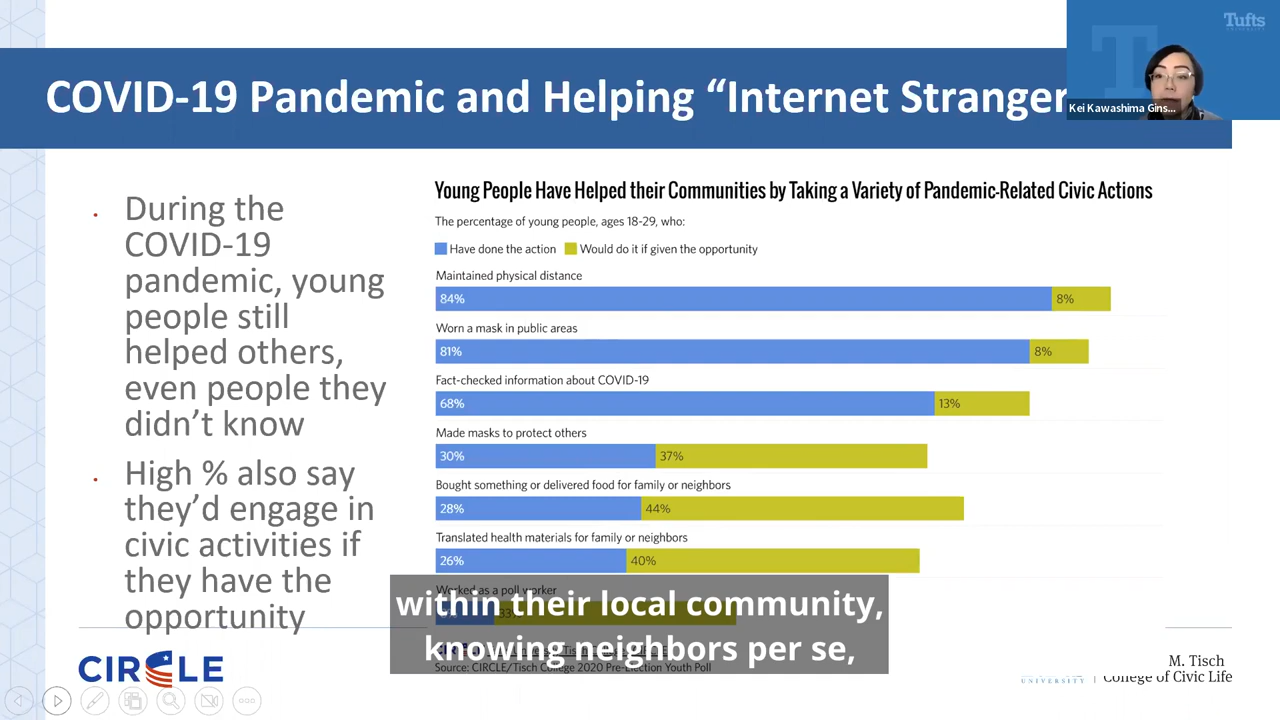 Tufts
COVID-19 Pandemic and Helping “Internet Stranger
Kei Kawashima Gins...
During the
COVID-19
pandemic, young
people still
helped others,
even people they
didn’t know
High % also say
they’d engage in
civic activities if
they have the
opportunity
Young People Have Helped their Communities by Taking a Variety of Pandemic-Related Civic Actions
The percentage of young people, ages 18-29, who:
Have done the action
Would do it if given the opportunity
Maintained physical distance
84% 8%
Worn a mask in public areas
81% 8%
Fact-checked information about COVID-19
68% 13%
Made masks to protect others
30% 37%
Bought something or delivered food for family or neighbors
28% 44%
Translated health materials for family or neighbors
26% 40%
Worked as a poll worker
33%
within their local community,
knowing neighbors per se,
Source: CIRCLE/Tisch College 2020 Pre-Election Youth Poll
CIRCLE
M. Tisch
UNIVERSITY
College of Civic Life